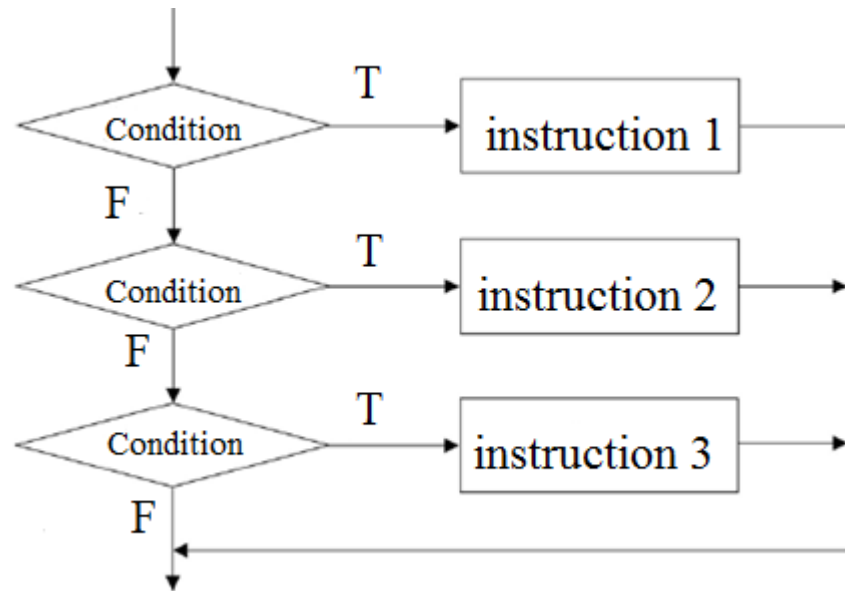 T
Condition
instruction 1
F
T
Condition
instruction 2
F
T
Condition
instruction 3
F